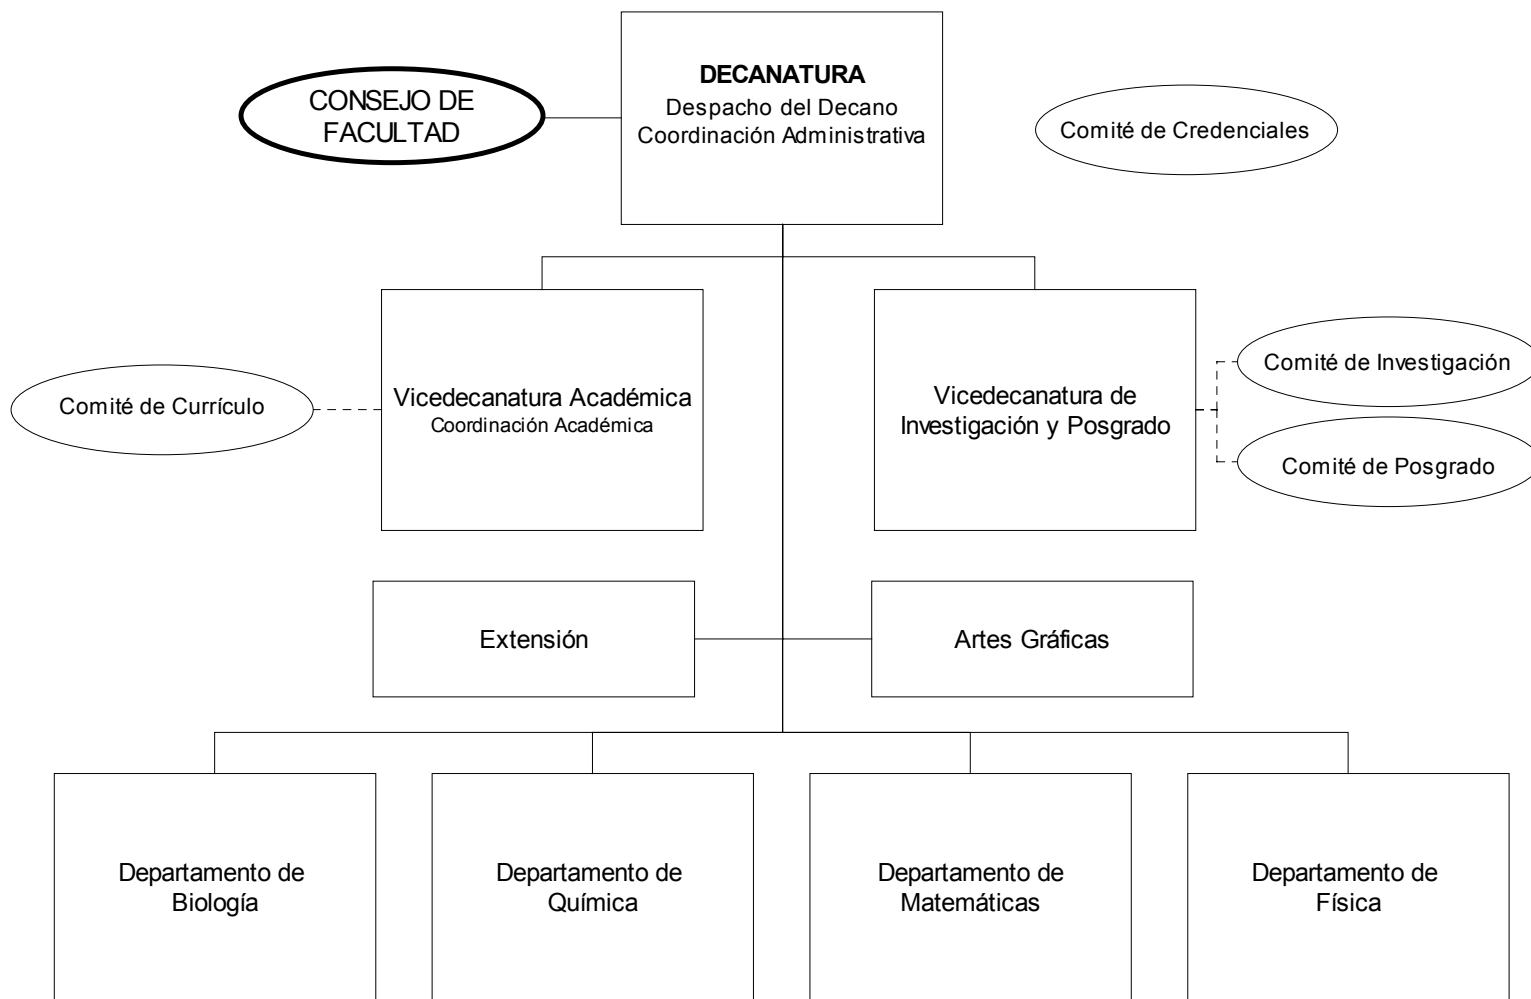 DECANATURA
Despacho del Decano
Coordinación Administrativa
CONSEJO DE
FACULTAD
Comité de Credenciales
Vicedecanatura Académica
Coordinación Académica
Vicedecanatura de
Investigación y Posgrado
Comité de Currículo
Comité de Investigación
Comité de Posgrado
Extensión
Artes Gráficas
Departamento de
Biología
Departamento de
Química
Departamento de
Matemáticas
Departamento de
Física